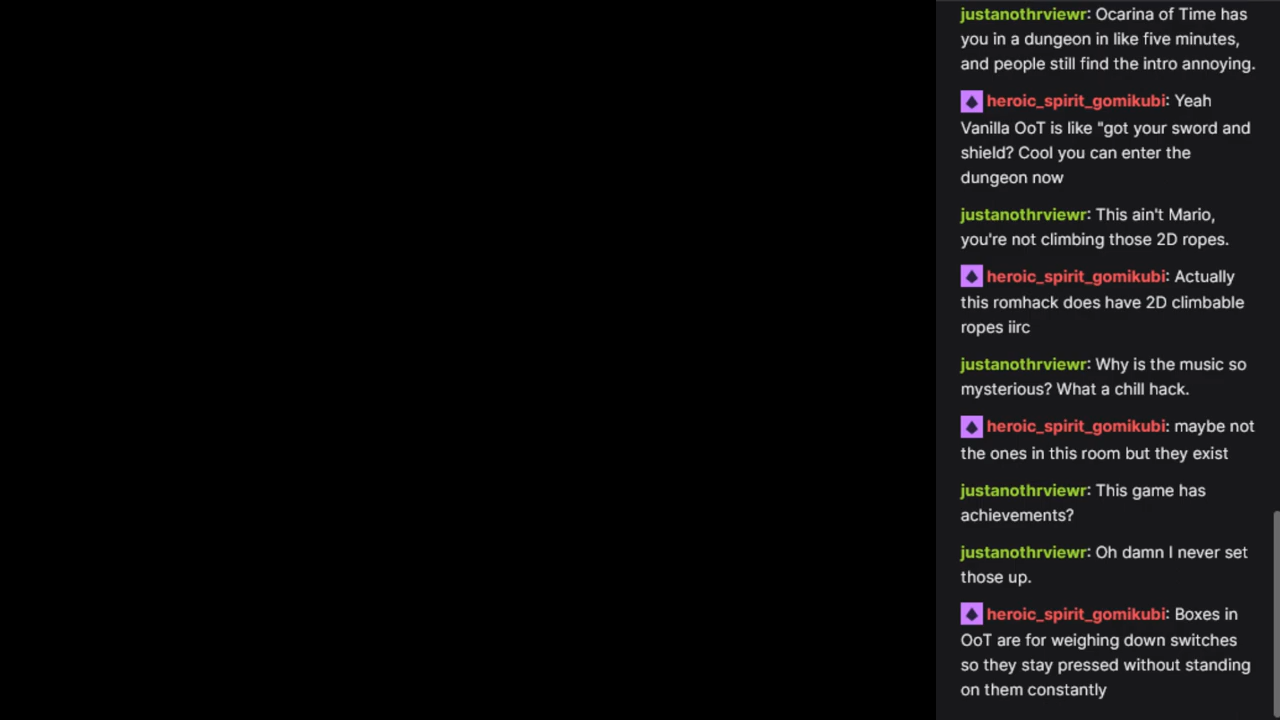 justanothrviewr: Ocarina of Time has
you in a dungeon in like five minutes,
and people still find the intro annoying.
heroic_spirit_gomikubi: Yeah
Vanilla OoT is like "got your sword and
shield? Cool you can enter the
dungeon now
justanothrviewr: This ain't Mario,
you're not climbing those 2D ropes.
heroic_spirit_gomikubi: Actually
this romhack does have 2D climbable
ropes iirc
justanothrviewr: Why is the music so
mysterious? What a chill hack.
heroic_spirit_gomikubi: maybe not
the ones in this room but they exist
justanothrviewr: This game has
achievements?
justanothrviewr: Oh damn I never set
those up.
heroic_spirit_gomikubi: Boxes in
OoT are for weighing down switches
so they stay pressed without standing
on them constantly